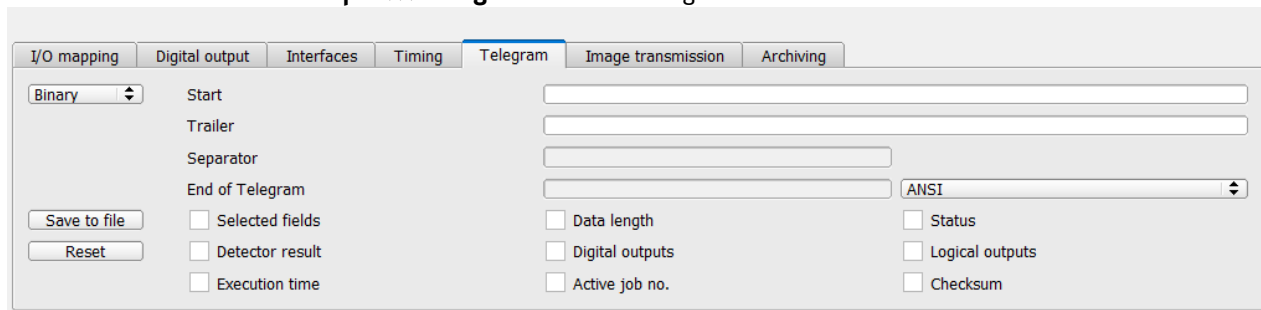 I/O mapping Digital output Interfaces Timing Telegram Image transmission Archiving
Binary Start
Trailer
Separator
End of Telegram ANSI
Save to file Selected fields Data length Status
Reset Detector result Digital outputs Logical outputs
Execution time Active job no. Checksum